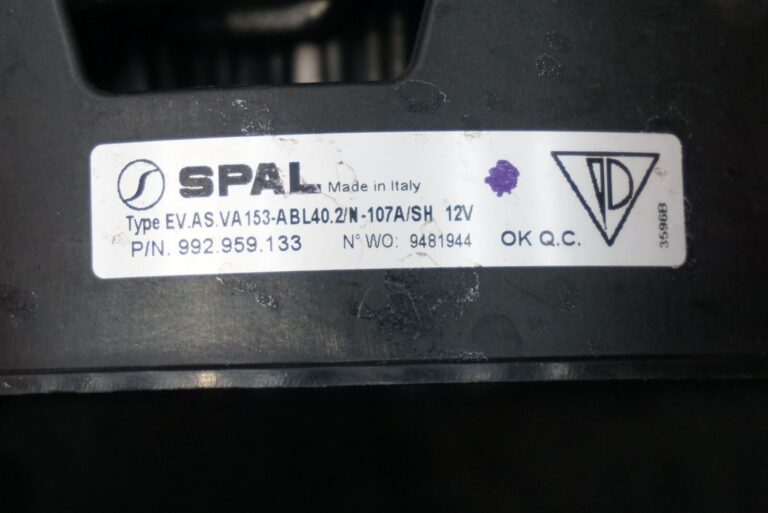 SPAL Made in Italy
Type EV.AS.VA153-ABL40.2/N-107A/SH 12V
P/N. 992.959.133 N° WO: 9481944 OK Q.C.
3596B